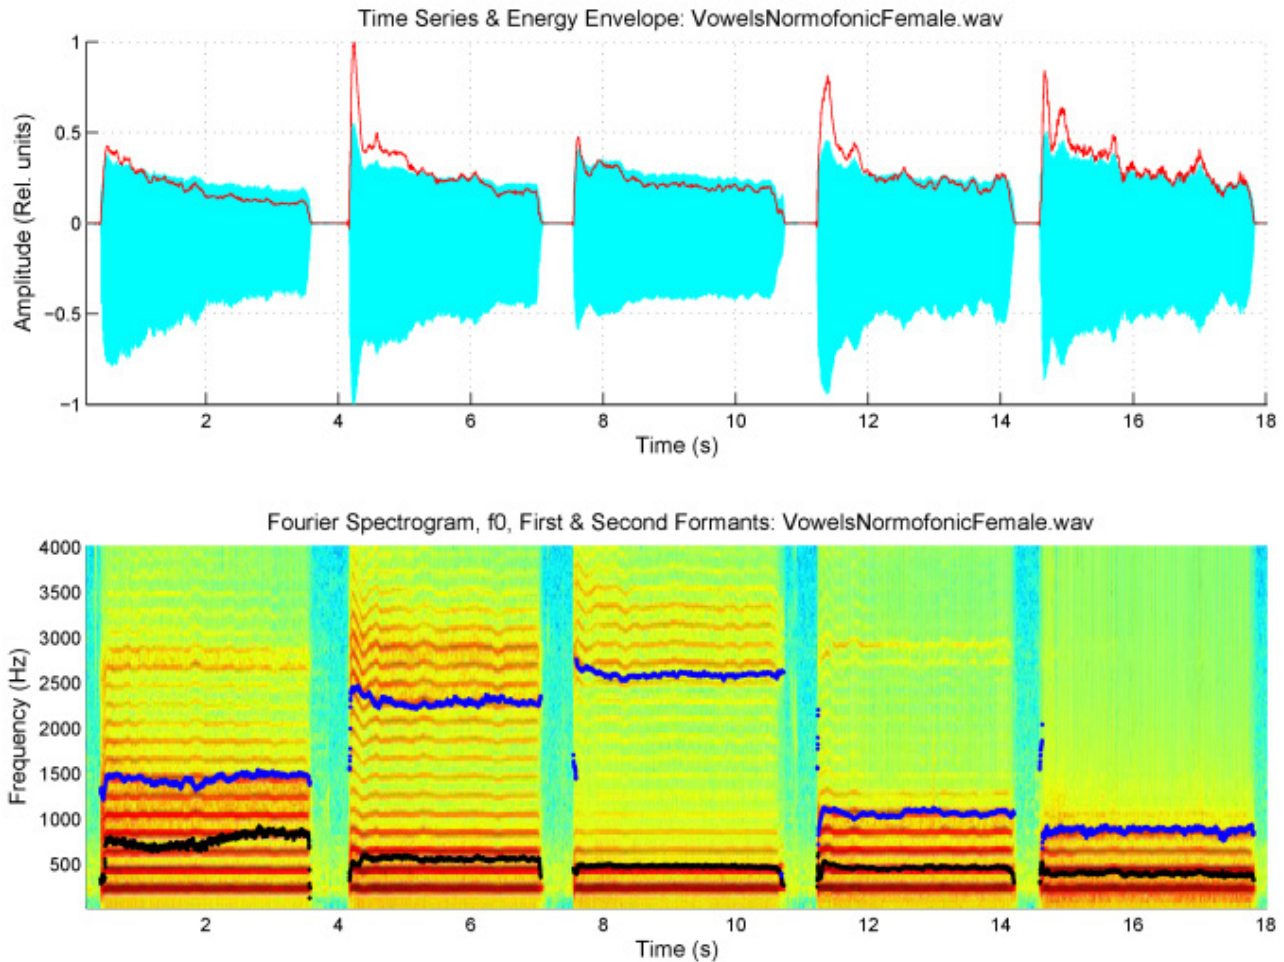 Time Series & Energy Envelope: VowelsNormofonicFemale.wav
1
0.5
0
−0.5
−1
Amplitude (Rel. units)
2 4 6 8 10 12 14 16 18
Time (s)
Fourier Spectrogram, f0, First & Second Formants: VowelsNormofonicFemale.wav
4000
3500
3000
2500
2000
1500
1000
500
Frequency (Hz)
2 4 6 8 10 12 14 16 18
Time (s)